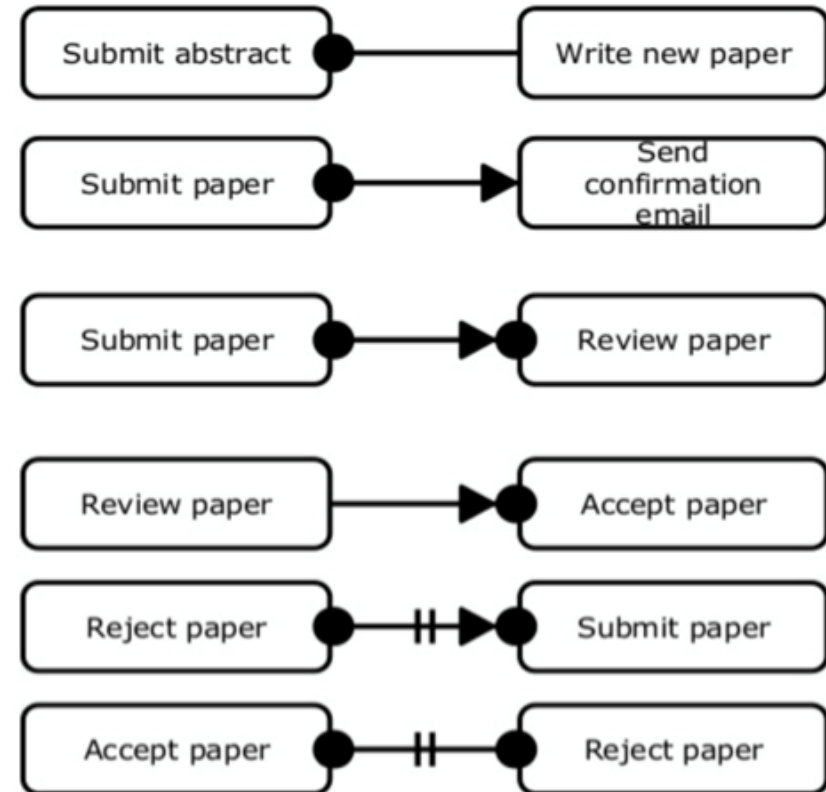 Submit abstract
Write new paper
Submit paper
Send
confirmation
email
Submit paper
Review paper
Review paper
Accept paper
Reject paper
Submit paper
Accept paper
Reject paper